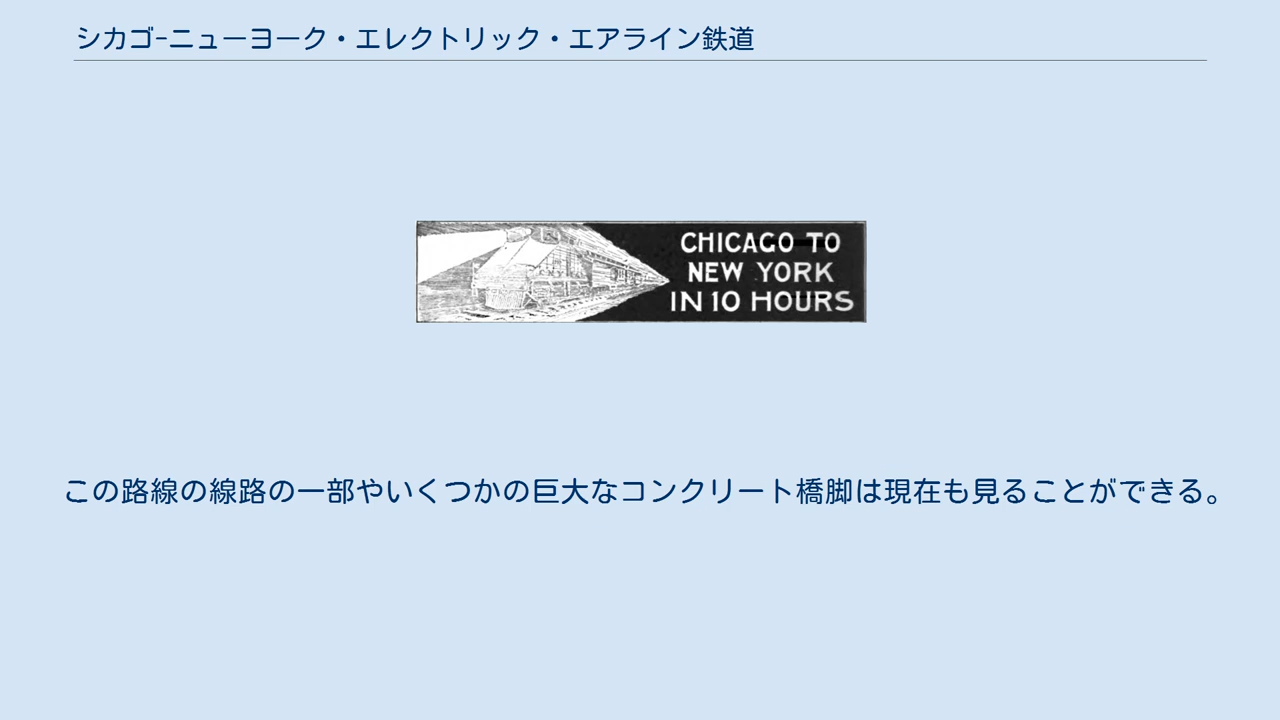 シカゴ-ニューヨーク・エレクトリック・エアライン鉄道
CHICAGO TO
NEW YORK
IN 10 HOURS
この路線の線路の一部やいくつかの巨大なコンクリート橋脚は現在も見ることができる。